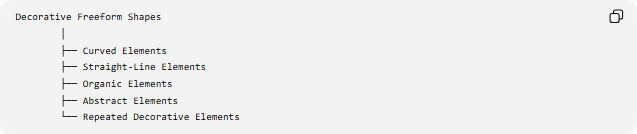 Decorative Freeform Shapes
│
├── Curved Elements
├── Straight-Line Elements
├── Organic Elements
├── Abstract Elements
└── Repeated Decorative Elements